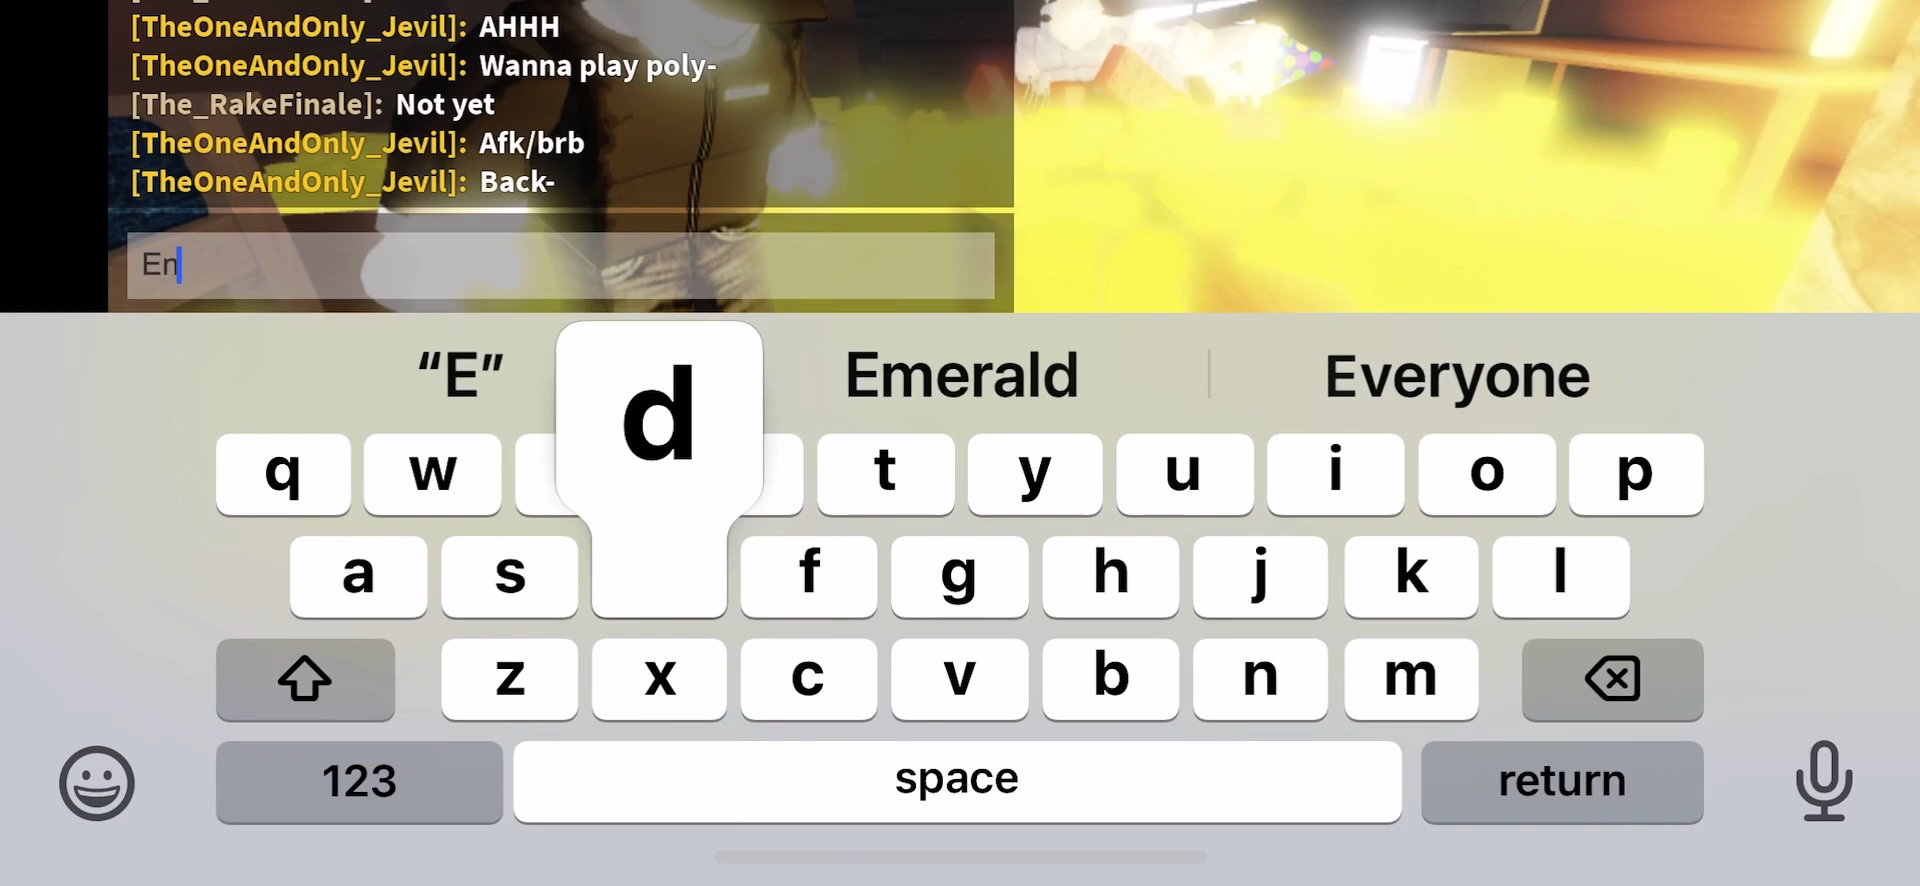 [TheOneAndOnly_Jevil]: AHHH
[TheOneAndOnly_Jevil]: Wanna play poly-
[The_RakeFinale]: Not yet
[TheOneAndOnly_Jevil]: Afk/brb
[TheOneAndOnly_Jevil]: Back-
En
“E” Emerald Everyone
d
q w t y u i o p
a s f g h j k l
z x c v b n m
123 space return